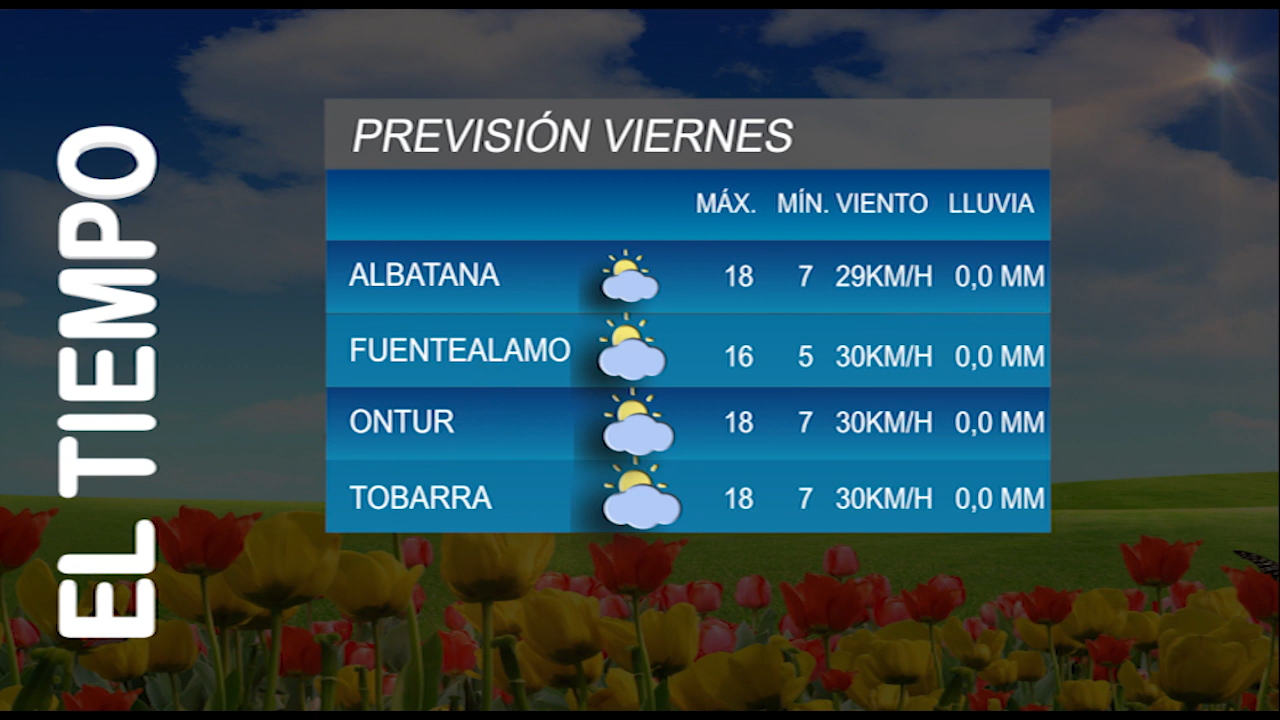 EL TIEMPO
PREVISIÓN VIERNES
MÁX. MÍN. VIENTO LLUVIA
ALBATANA 18 7 29KM/H 0,0 MM
FUENTEALAMO 16 5 30KM/H 0,0 MM
ONTUR 18 7 30KM/H 0,0 MM
TOBARRA 18 7 30KM/H 0,0 MM